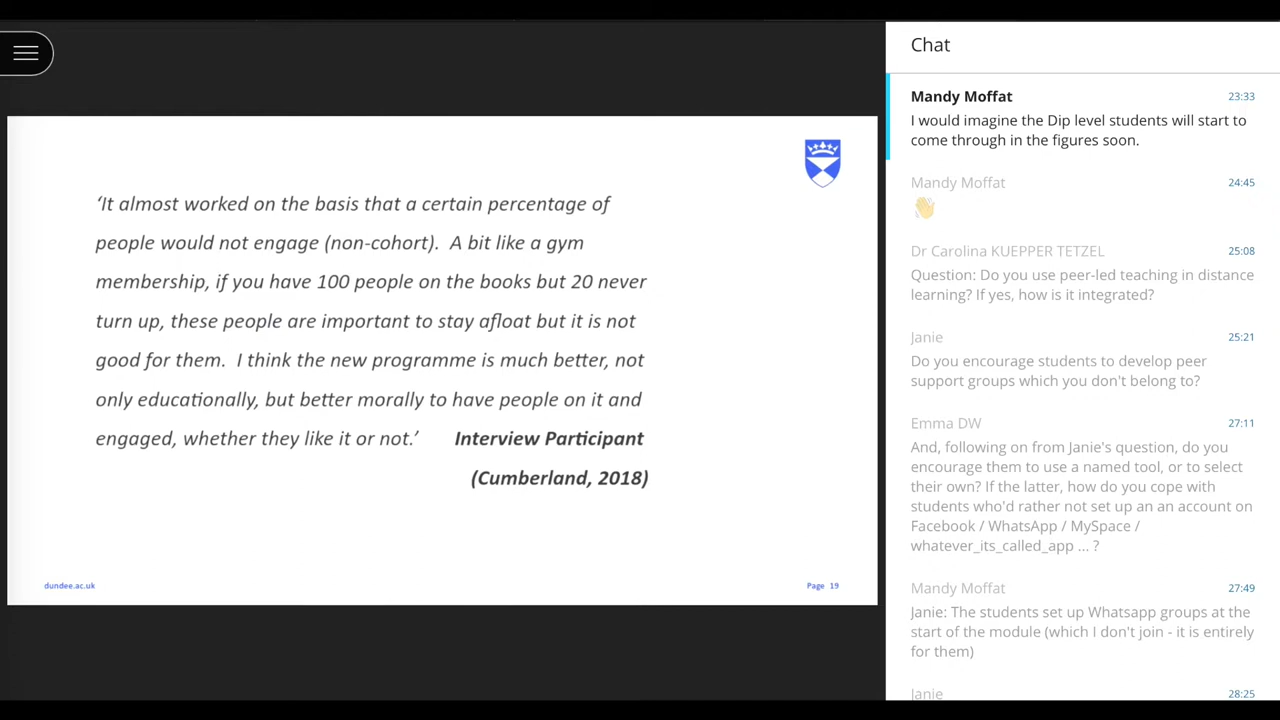 Chat
‘It almost worked on the basis that a certain percentage of
people would not engage (non-cohort).  A bit like a gym
membership, if you have 100 people on the books but 20 never
turn up, these people are important to stay afloat but it is not
good for them.  I think the new programme is much better, not
only educationally, but better morally to have people on it and
engaged, whether they like it or not.’ Interview Participant
(Cumberland, 2018)
dundee.ac.uk
Page 19
Mandy Moffat 23:33
I would imagine the Dip level students will start to
come through in the figures soon.
Mandy Moffat 24:45
Dr Carolina KUEPPER TETZEL 25:08
Question: Do you use peer-led teaching in distance
learning? If yes, how is it integrated?
Janie 25:21
Do you encourage students to develop peer
support groups which you don't belong to?
Emma DW 27:11
And, following on from Janie's question, do you
encourage them to use a named tool, or to select
their own? If the latter, how do you cope with
students who'd rather not set up an an account on
Facebook / WhatsApp / MySpace /
whatever_its_called_app ... ?
Mandy Moffat 27:49
Janie: The students set up Whatsapp groups at the
start of the module (which I don't join - it is entirely
for them)
Janie 28:25